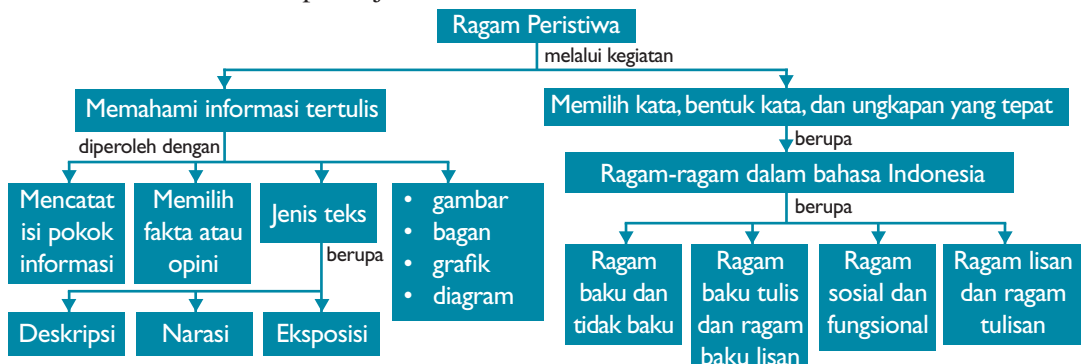 Ragam Peristiwa
melalui kegiatan
Memahami informasi tertulis
diperoleh dengan
Mencatat
isi pokok
informasi
Memilih
fakta atau
opini
Jenis teks
berupa
Deskripsi
Narasi
Eksposisi
• gambar
• bagan
• grafik
• diagram
Memilih kata, bentuk kata, dan ungkapan yang tepat
berupa
Ragam-ragam dalam bahasa Indonesia
berupa
Ragam
baku dan
tidak baku
Ragam
baku tulis
dan ragam
baku lisan
Ragam
sosial dan
fungsional
Ragam lisan
dan ragam
tulisan